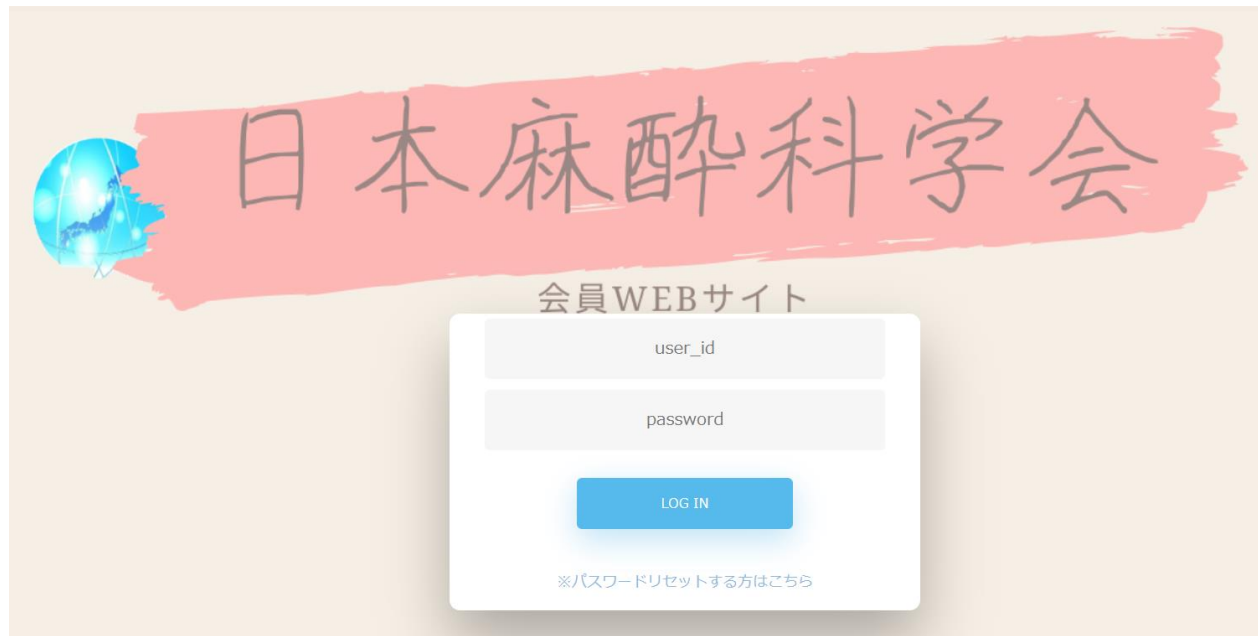 日本麻酔科学会
会員WEBサイト
user_id
password
LOG IN
※パスワードリセットする方はこちら